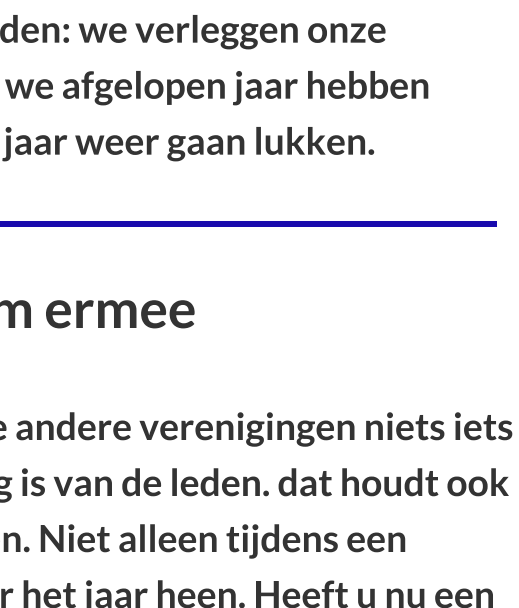 den: we verleggen onze
we afgelopen jaar hebben
jaar weer gaan lukken.
m ermee
e andere verenigingen niets iets
g is van de leden. dat houdt ook
n. Niet alleen tijdens een
r het jaar heen. Heeft u nu een